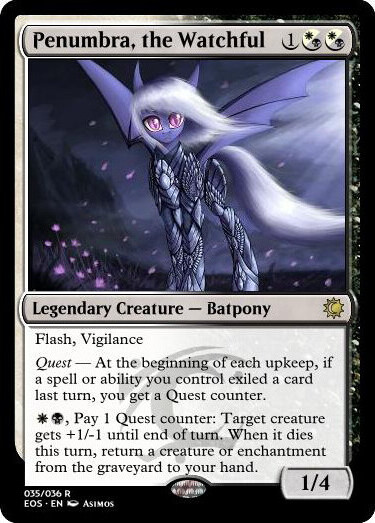 Penumbra, the Watchful 1
Legendary Creature — Batpony
Flash, Vigilance
Quest — At the beginning of each upkeep, if
a spell or ability you control exiled a card
last turn, you get a Quest counter.
, Pay 1 Quest counter: Target creature
gets +1/-1 until end of turn. When it dies
this turn, return a creature or enchantment
from the graveyard to your hand.
1/4
035/036 R
EOS • EN Asimos